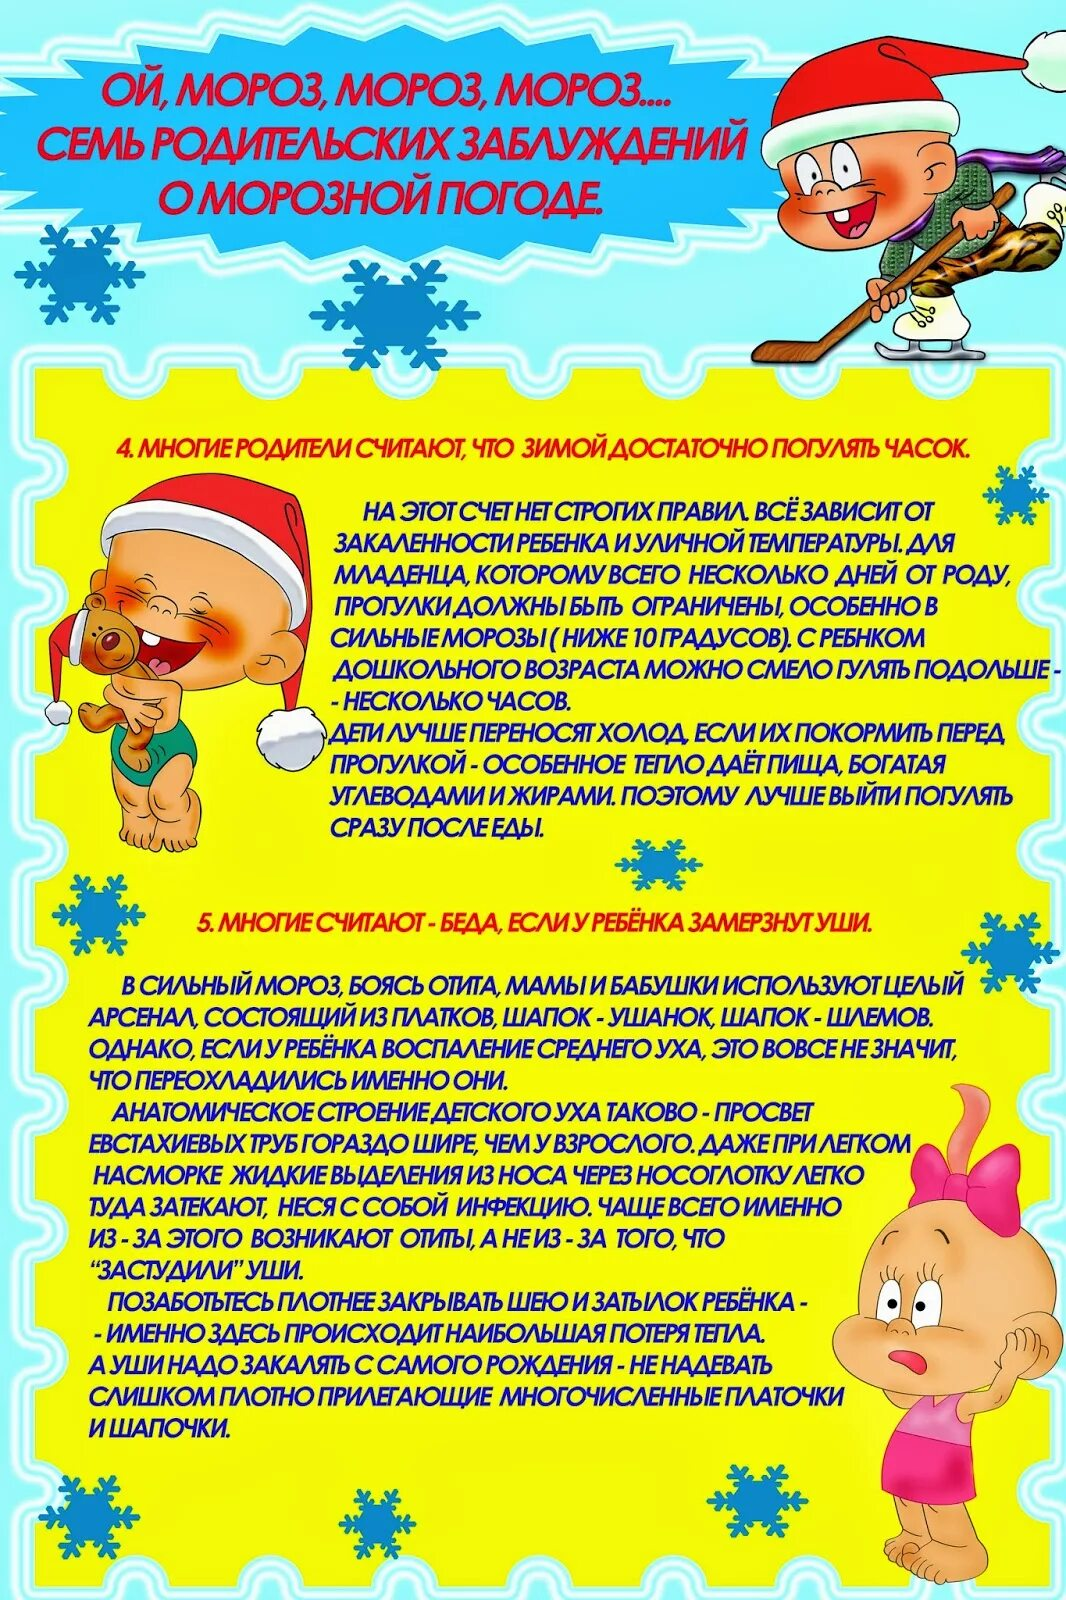 ОЙ, МОРОЗ, МОРОЗ, МОРОЗ....
СЕМЬ РОДИТЕЛЬСКИХ ЗАБЛУЖДЕНИЙ
О МОРОЗНОЙ ПОГОДЕ.
4. МНОГИЕ РОДИТЕЛИ СЧИТАЮТ, ЧТО ЗИМОЙ ДОСТАТОЧНО ПОГУЛЯТЬ ЧАСОК.
НА ЭТОТ СЧЕТ НЕТ СТРОГИХ ПРАВИЛ. ВСЁ ЗАВИСИТ ОТ
ЗАКАЛЕННОСТИ РЕБЕНКА И УЛИЧНОЙ ТЕМПЕРАТУРЫ. ДЛЯ
МЛАДЕНЦА, КОТОРОМУ ВСЕГО НЕСКОЛЬКО ДНЕЙ ОТ РОДУ,
ПРОГУЛКИ ДОЛЖНЫ БЫТЬ ОГРАНИЧЕНЫ, ОСОБЕННО В
СИЛЬНЫЕ МОРОЗЫ ( НИЖЕ 10 ГРАДУСОВ). С РЕБНКОМ
ДОШКОЛЬНОГО ВОЗРАСТА МОЖНО СМЕЛО ГУЛЯТЬ ПОДОЛЬШЕ -
- НЕСКОЛЬКО ЧАСОВ.
ДЕТИ ЛУЧШЕ ПЕРЕНОСЯТ ХОЛОД, ЕСЛИ ИХ ПОКОРМИТЬ ПЕРЕД
ПРОГУЛКОЙ - ОСОБЕННОЕ ТЕПЛО ДАЁТ ПИЩА, БОГАТАЯ
УГЛЕВОДАМИ И ЖИРАМИ. ПОЭТОМУ ЛУЧШЕ ВЫЙТИ ПОГУЛЯТЬ
СРАЗУ ПОСЛЕ ЕДЫ.
5. МНОГИЕ СЧИТАЮТ - БЕДА, ЕСЛИ У РЕБЁНКА ЗАМЕРЗНУТ УШИ.
В СИЛЬНЫЙ МОРОЗ, БОЯСЬ ОТИТА, МАМЫ И БАБУШКИ ИСПОЛЬЗУЮТ ЦЕЛЫЙ
АРСЕНАЛ, СОСТОЯЩИЙ ИЗ ПЛАТКОВ, ШАПОК - УШАНОК, ШАПОК - ШЛЕМОВ.
ОДНАКО, ЕСЛИ У РЕБЁНКА ВОСПАЛЕНИЕ СРЕДНЕГО УХА, ЭТО ВОВСЕ НЕ ЗНАЧИТ,
ЧТО ПЕРЕОХЛАДИЛИСЬ ИМЕННО ОНИ.
АНАТОМИЧЕСКОЕ СТРОЕНИЕ ДЕТСКОГО УХА ТАКОВО - ПРОСВЕТ
ЕВСТАХИЕВЫХ ТРУБ ГОРАЗДО ШИРЕ, ЧЕМ У ВЗРОСЛОГО. ДАЖЕ ПРИ ЛЕГКОМ
НАСМОРКЕ ЖИДКИЕ ВЫДЕЛЕНИЯ ИЗ НОСА ЧЕРЕЗ НОСОГЛОТКУ ЛЕГКО
ТУДА ЗАТЕКАЮТ, НЕСЯ С СОБОЙ ИНФЕКЦИЮ. ЧАЩЕ ВСЕГО ИМЕННО
ИЗ - ЗА ЭТОГО ВОЗНИКАЮТ ОТИТЫ, А НЕ ИЗ - ЗА ТОГО, ЧТО
“ЗАСТУДИЛИ” УШИ.
ПОЗАБОТЬТЕСЬ ПЛОТНЕЕ ЗАКРЫВАТЬ ШЕЮ И ЗАТЫЛОК РЕБЁНКА -
- ИМЕННО ЗДЕСЬ ПРОИСХОДИТ НАИБОЛЬШАЯ ПОТЕРЯ ТЕПЛА.
А УШИ НАДО ЗАКАЛЯТЬ С САМОГО РОЖДЕНИЯ - НЕ НАДЕВАТЬ
СЛИШКОМ ПЛОТНО ПРИЛЕГАЮЩИЕ МНОГОЧИСЛЕННЫЕ ПЛАТОЧКИ
И ШАПОЧКИ.